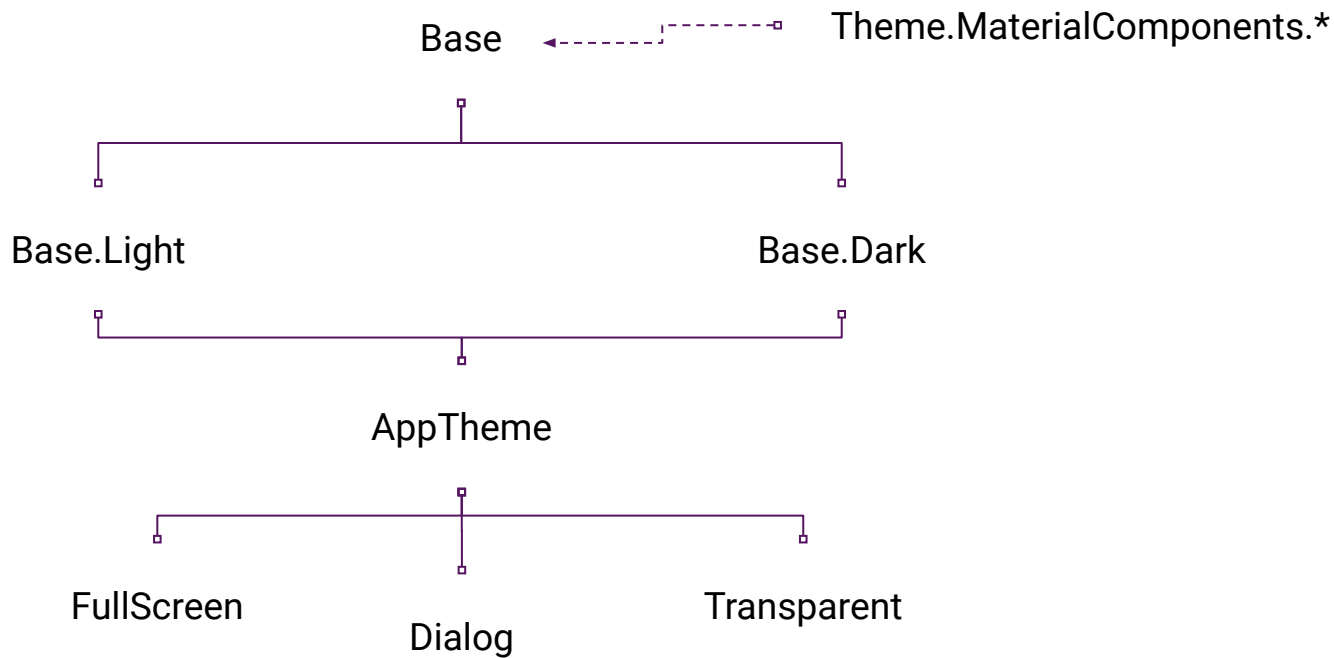 Base
Theme.MaterialComponents.*
Base.Light
Base.Dark
AppTheme
FullScreen
Dialog
Transparent